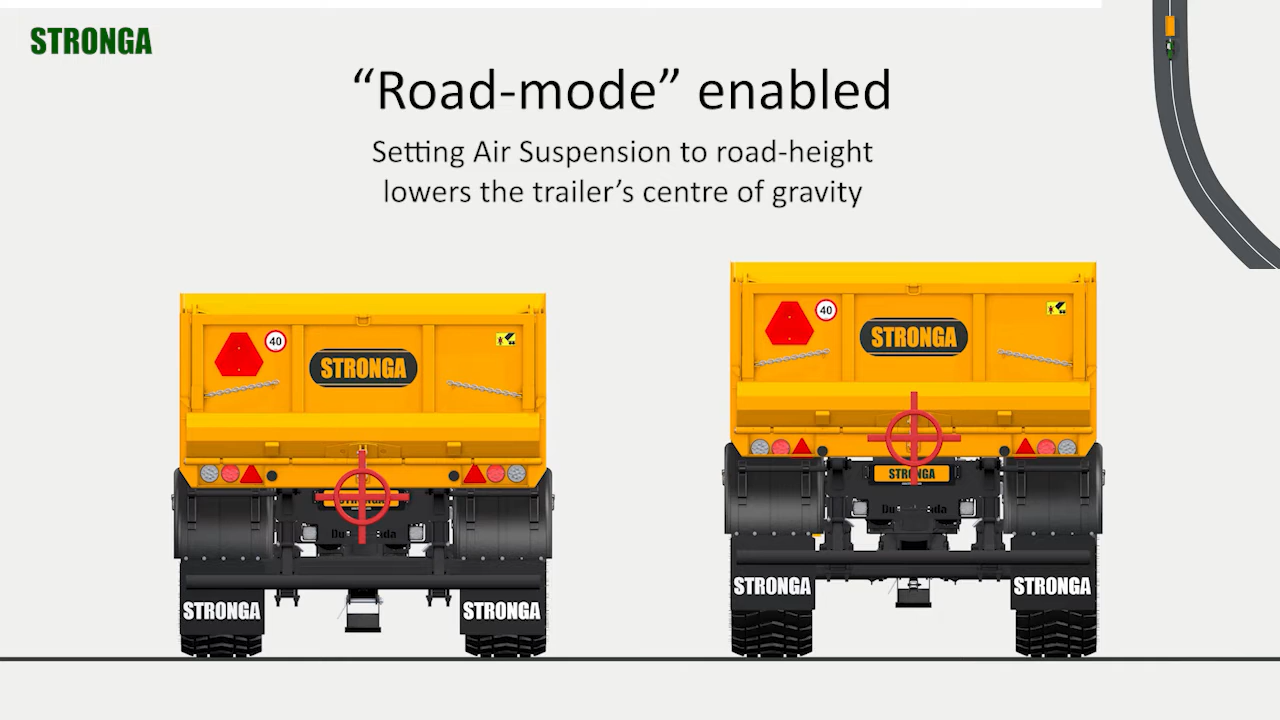 STRONGA
“Road-mode” enabled
Setting Air Suspension to road-height
lowers the trailer’s centre of gravity
40
STRONGA
STRONGA
STRONGA
40
STRONGA
STRONGA
STRONGA
STRONGA